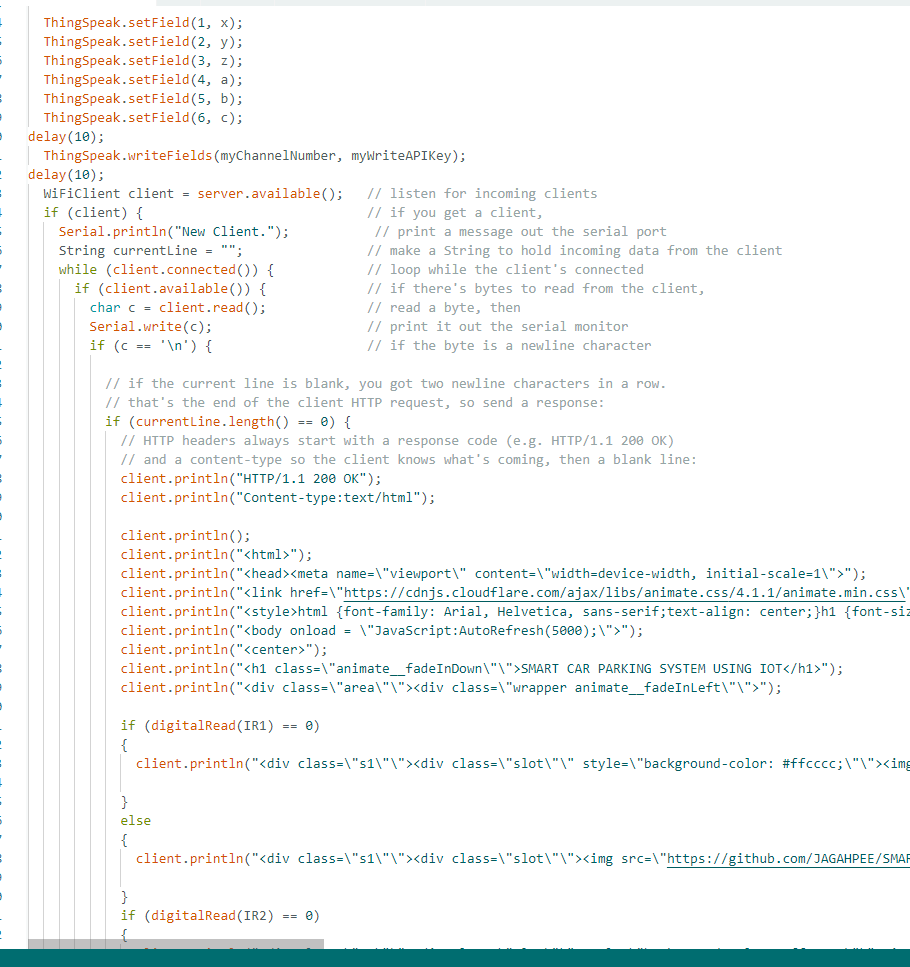 ThingSpeak.setField(1, x);
ThingSpeak.setField(2, y);
ThingSpeak.setField(3, z);
ThingSpeak.setField(4, a);
ThingSpeak.setField(5, b);
ThingSpeak.setField(6, c);
delay(10);
ThingSpeak.writeFields(myChannelNumber, myWriteAPIKey);
delay(10);
WiFiClient client = server.available();   // listen for incoming clients
if (client) {                             // if you get a client,
Serial.println("New Client.");           // print a message out the serial port
String currentLine = "";                // make a String to hold incoming data from the client
while (client.connected()) {            // loop while the client's connected
if (client.available()) {             // if there's bytes to read from the client,
char c = client.read();             // read a byte, then
Serial.write(c);                    // print it out the serial monitor
if (c == '\n') {                    // if the byte is a newline character
// if the current line is blank, you got two newline characters in a row.
// that's the end of the client HTTP request, so send a response:
if (currentLine.length() == 0) {
// HTTP headers always start with a response code (e.g. HTTP/1.1 200 OK)
// and a content-type so the client knows what's coming, then a blank line:
client.println("HTTP/1.1 200 OK");
client.println("Content-type:text/html");
client.println();
client.println("<html>");
client.println("<head><meta name=\"viewport\" content=\"width=device-width, initial-scale=1\">");
client.println("<link href=\"https://cdnjs.cloudflare.com/ajax/libs/animate.css/4.1.1/animate.min.css\"
client.println("<style>html {font-family: Arial, Helvetica, sans-serif;text-align: center;}h1 {font-siz
client.println("<body onload = \"JavaScript:AutoRefresh(5000);\">");
client.println("<center>");
client.println("<h1 class=\"animate__fadeInDown\"\">SMART CAR PARKING SYSTEM USING IOT</h1>");
client.println("<div class=\"area\"\"><div class=\"wrapper animate__fadeInLeft\"\">");
if (digitalRead(IR1) == 0)
{
client.println("<div class=\"s1\"\"><div class=\"slot\"\" style=\"background-color: #ffcccc;\"\"><img
}
else
{
client.println("<div class=\"s1\"\"><div class=\"slot\"\"><img src=\"https://github.com/JAGAHPEE/SMAR
}
if (digitalRead(IR2) == 0)
{